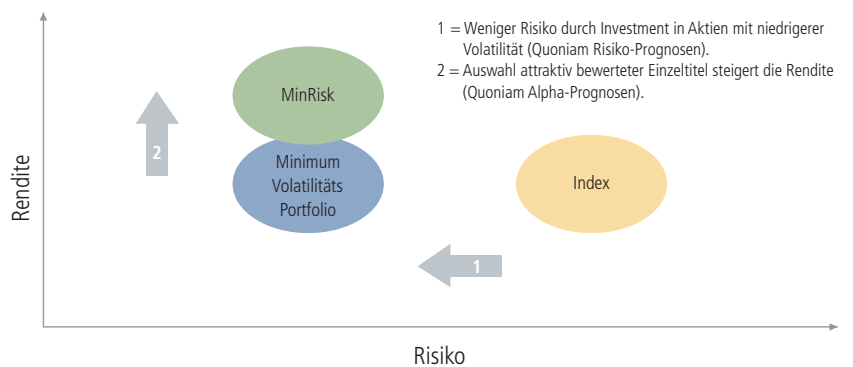 1 = Weniger Risiko durch Investment in Aktien mit niedrigerer
Volatilität (Quoniam Risiko-Prognosen).
2 = Auswahl attraktiv bewerteter Einzeltitel steigert die Rendite
(Quoniam Alpha-Prognosen).
MinRisk
2
Minimum
Volatilitäts
Portfolio
Index
Rendite
1
Risiko